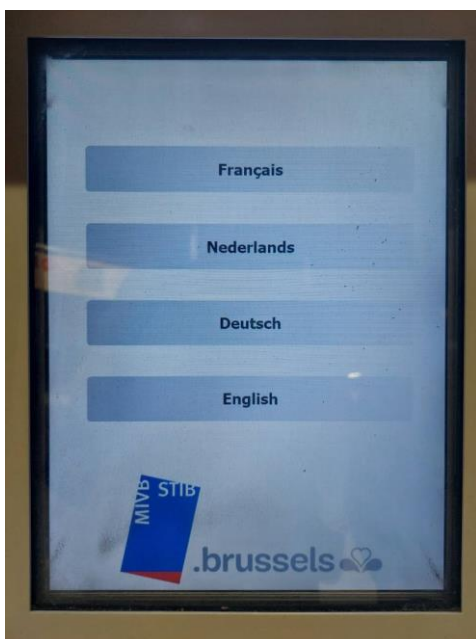 Français
Nederlands
Deutsch
English
MIVB STIB
.brussels